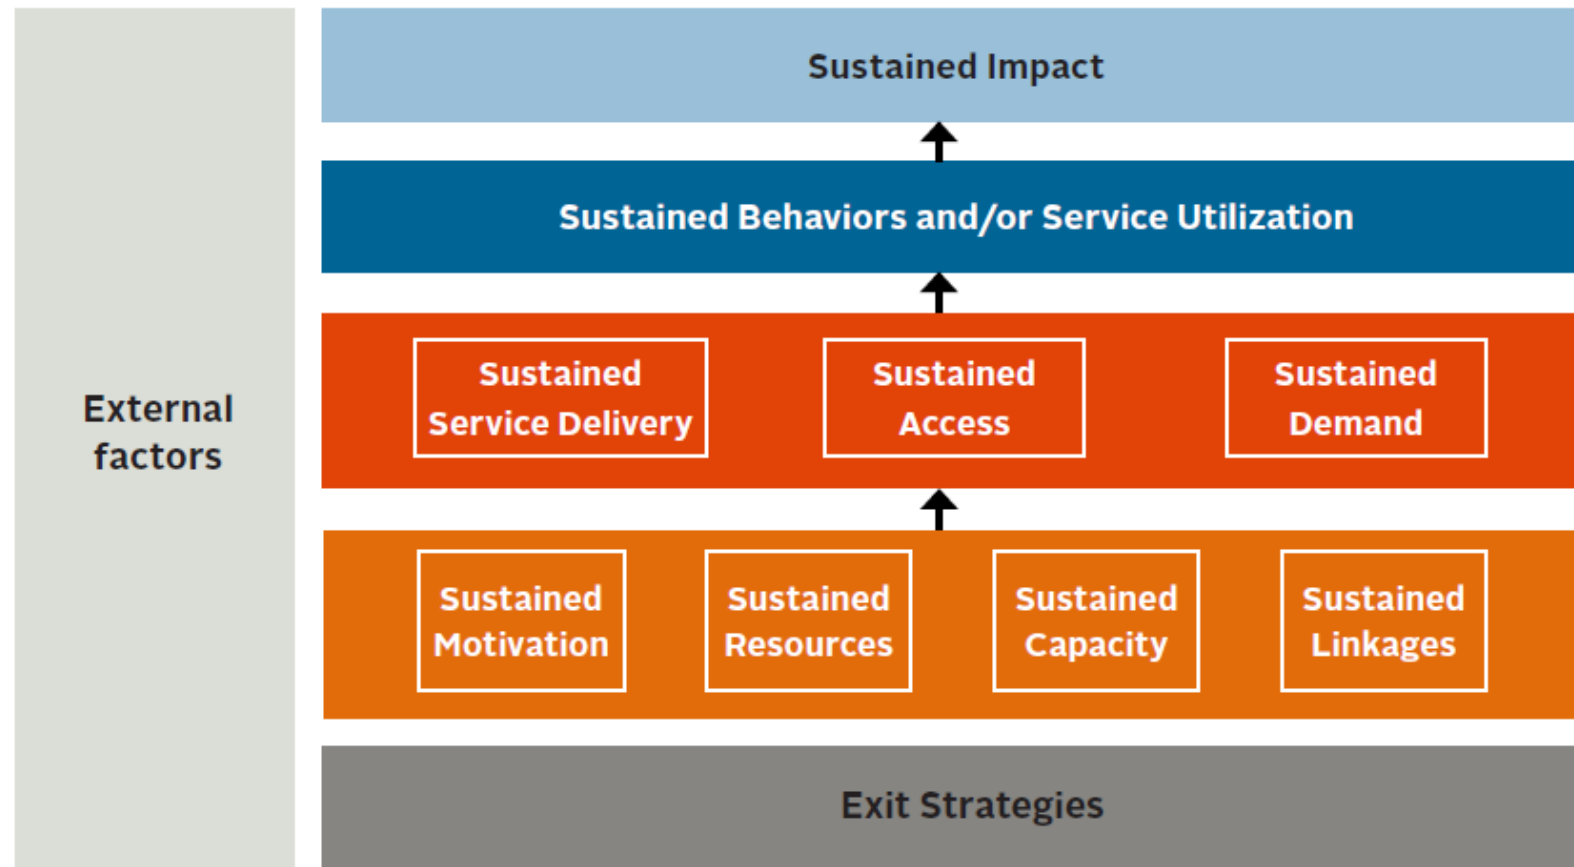 Sustained Impact
Sustained Behaviors and/or Service Utilization
External
factors
Sustained
Service Delivery
Sustained
Access
Sustained
Demand
Sustained
Motivation
Sustained
Resources
Sustained
Capacity
Sustained
Linkages
Exit Strategies